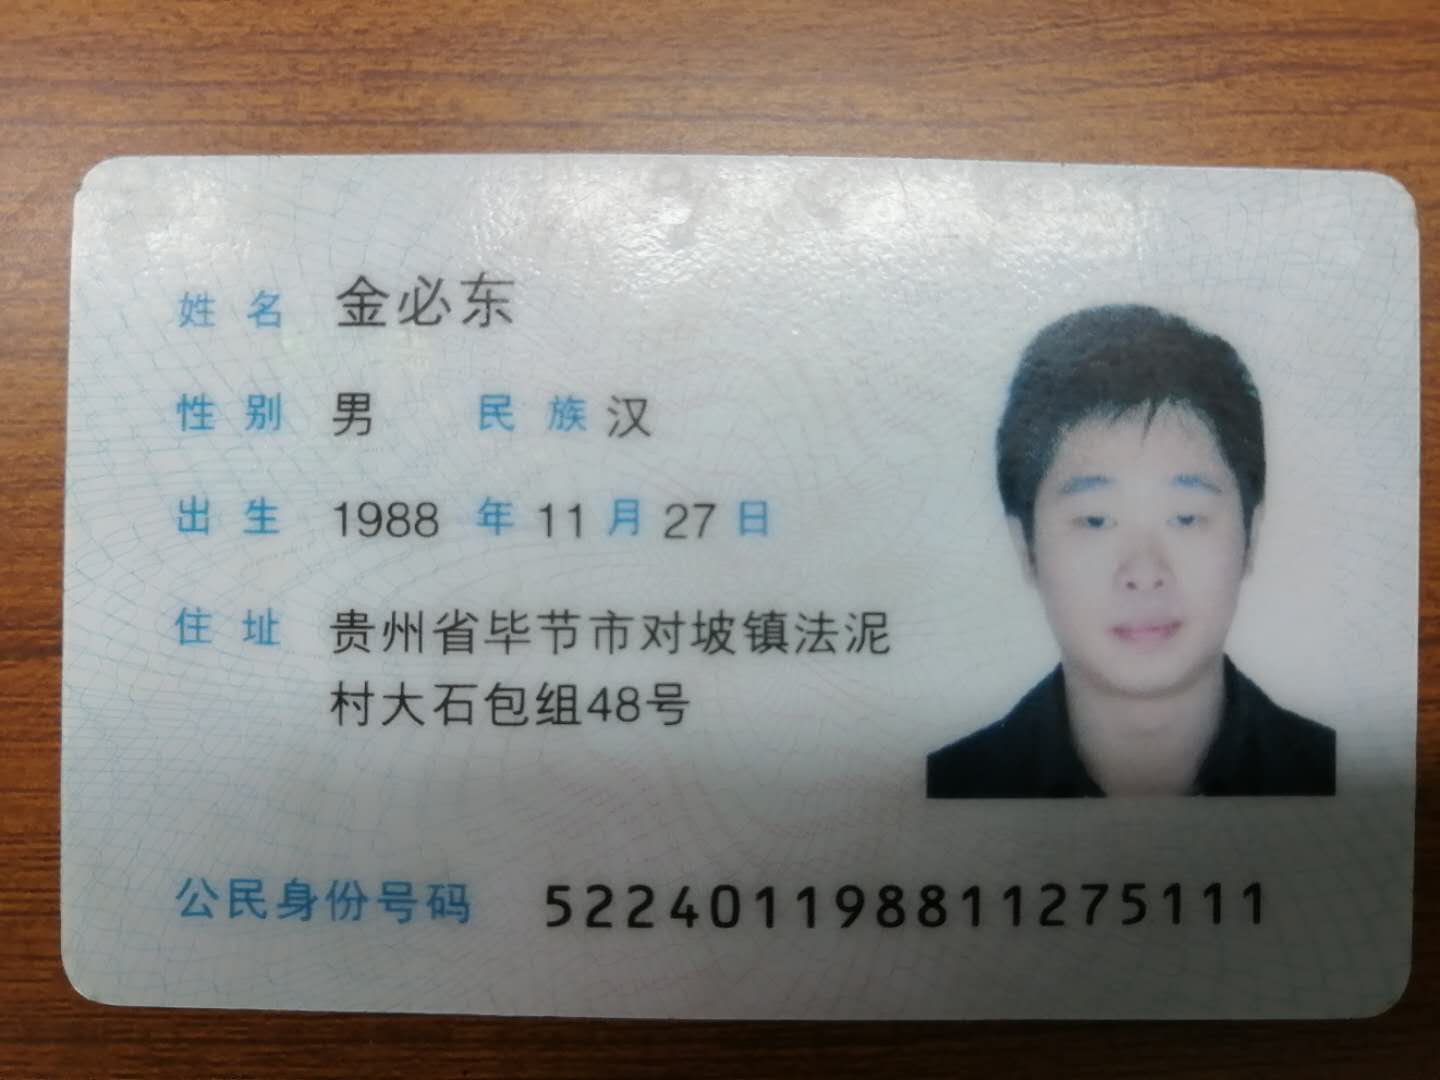 姓名 金必东
性别 男 民族 汉
出生 1988 年 11 月 27 日
住址 贵州省毕节市对坡镇法泥
村大石包组48号
公民身份号码 522401198811275111